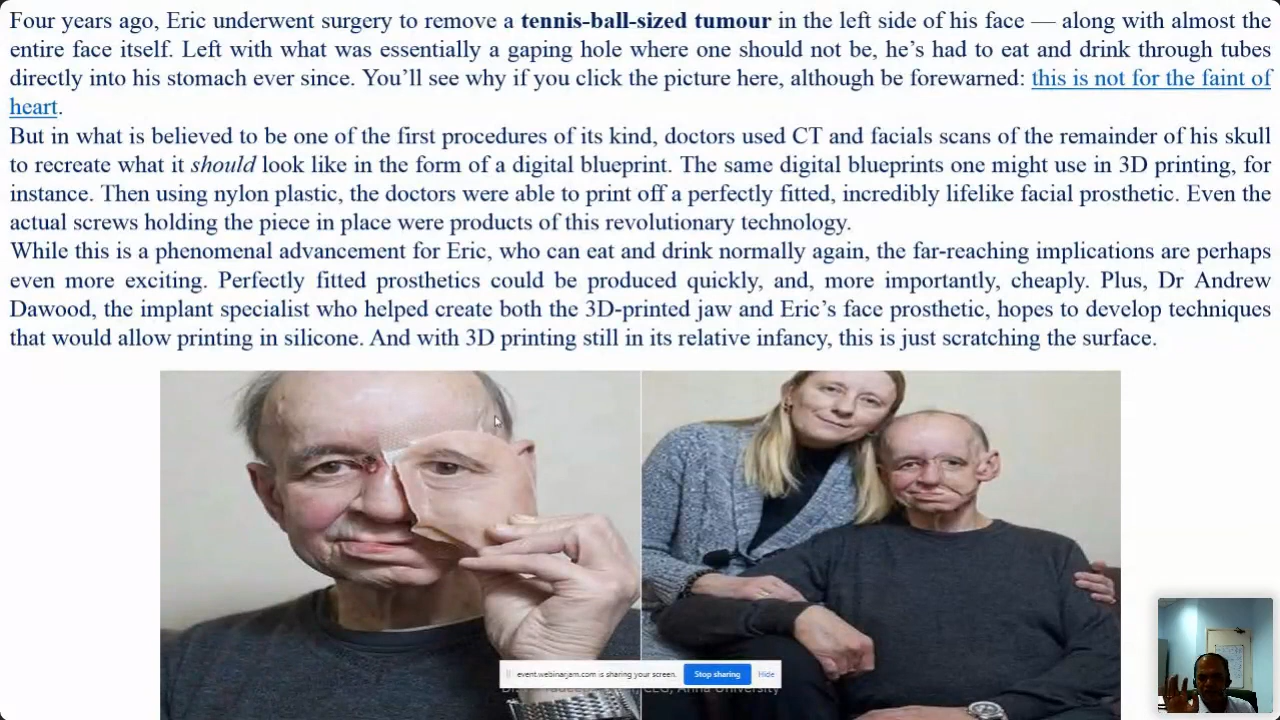 Four years ago, Eric underwent surgery to remove a tennis-ball-sized tumour in the left side of his face — along with almost the
entire face itself. Left with what was essentially a gaping hole where one should not be, he’s had to eat and drink through tubes
directly into his stomach ever since. You’ll see why if you click the picture here, although be forewarned: this is not for the faint of
heart.
But in what is believed to be one of the first procedures of its kind, doctors used CT and facials scans of the remainder of his skull
to recreate what it should look like in the form of a digital blueprint. The same digital blueprints one might use in 3D printing, for
instance. Then using nylon plastic, the doctors were able to print off a perfectly fitted, incredibly lifelike facial prosthetic. Even the
actual screws holding the piece in place were products of this revolutionary technology.
While this is a phenomenal advancement for Eric, who can eat and drink normally again, the far-reaching implications are perhaps
even more exciting. Perfectly fitted prosthetics could be produced quickly, and, more importantly, cheaply. Plus, Dr Andrew
Dawood, the implant specialist who helped create both the 3D-printed jaw and Eric’s face prosthetic, hopes to develop techniques
that would allow printing in silicone. And with 3D printing still in its relative infancy, this is just scratching the surface.
event.webinarjam.com is sharing your screen. Stop sharing Hide
CEG, Anna University